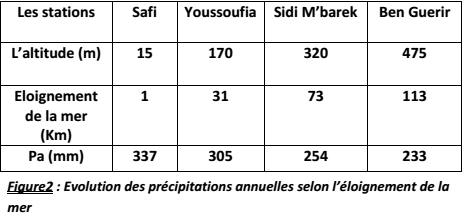 Les stations Safi Youssoufia Sidi M'barek Ben Guerir
L'altitude (m) 15 170 320 475
Eloignement 1 31 73 113
de la mer
(Km)
Pa (mm) 337 305 254 233
Figure2 : Evolution des précipitations annuelles selon l'éloignement de la
mer